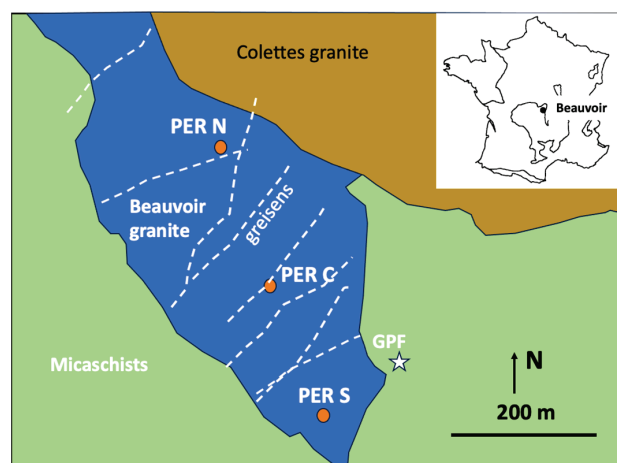 Colettes granite
Beauvoir
PER N
Beauvoir
granite
greisens
PER C
GPF
Micaschists
N
PER S
200 m